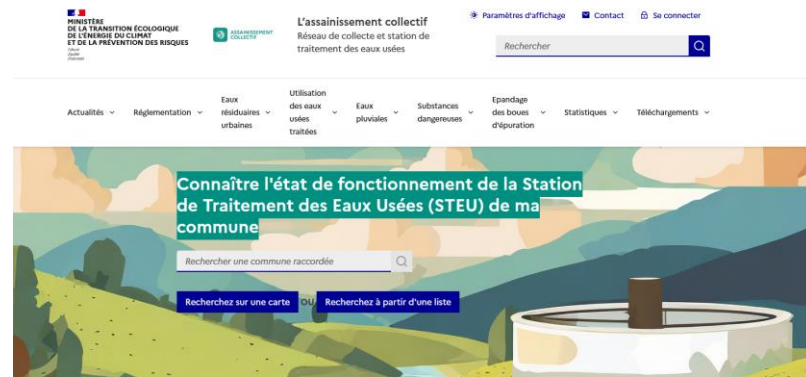 MINISTÈRE
DE LA TRANSITION ÉCOLOGIQUE
DE L'ÉNERGIE DU CLIMAT
ET DE LA PRÉVENTION DES RISQUES
ASSAINISSEMENT
COLLECTIF
L'assainissement collectif
Réseau de collecte et station de
traitement des eaux usées
Paramètres d'affichage
Contact
Se connecter
Rechercher
Actualités
Réglementation
Eaux
résiduaires
urbaines
Utilisation
des eaux
usées
traitées
Eaux
pluviales
Substances
dangereuses
Epandage
des boues
d'épuration
Statistiques
Téléchargements
Connaître l'état de fonctionnement de la Station
de Traitement des Eaux Usées (STEU) de ma
commune
Rechercher une commune raccordée
Recherchez sur une carte OU Recherchez à partir d'une liste